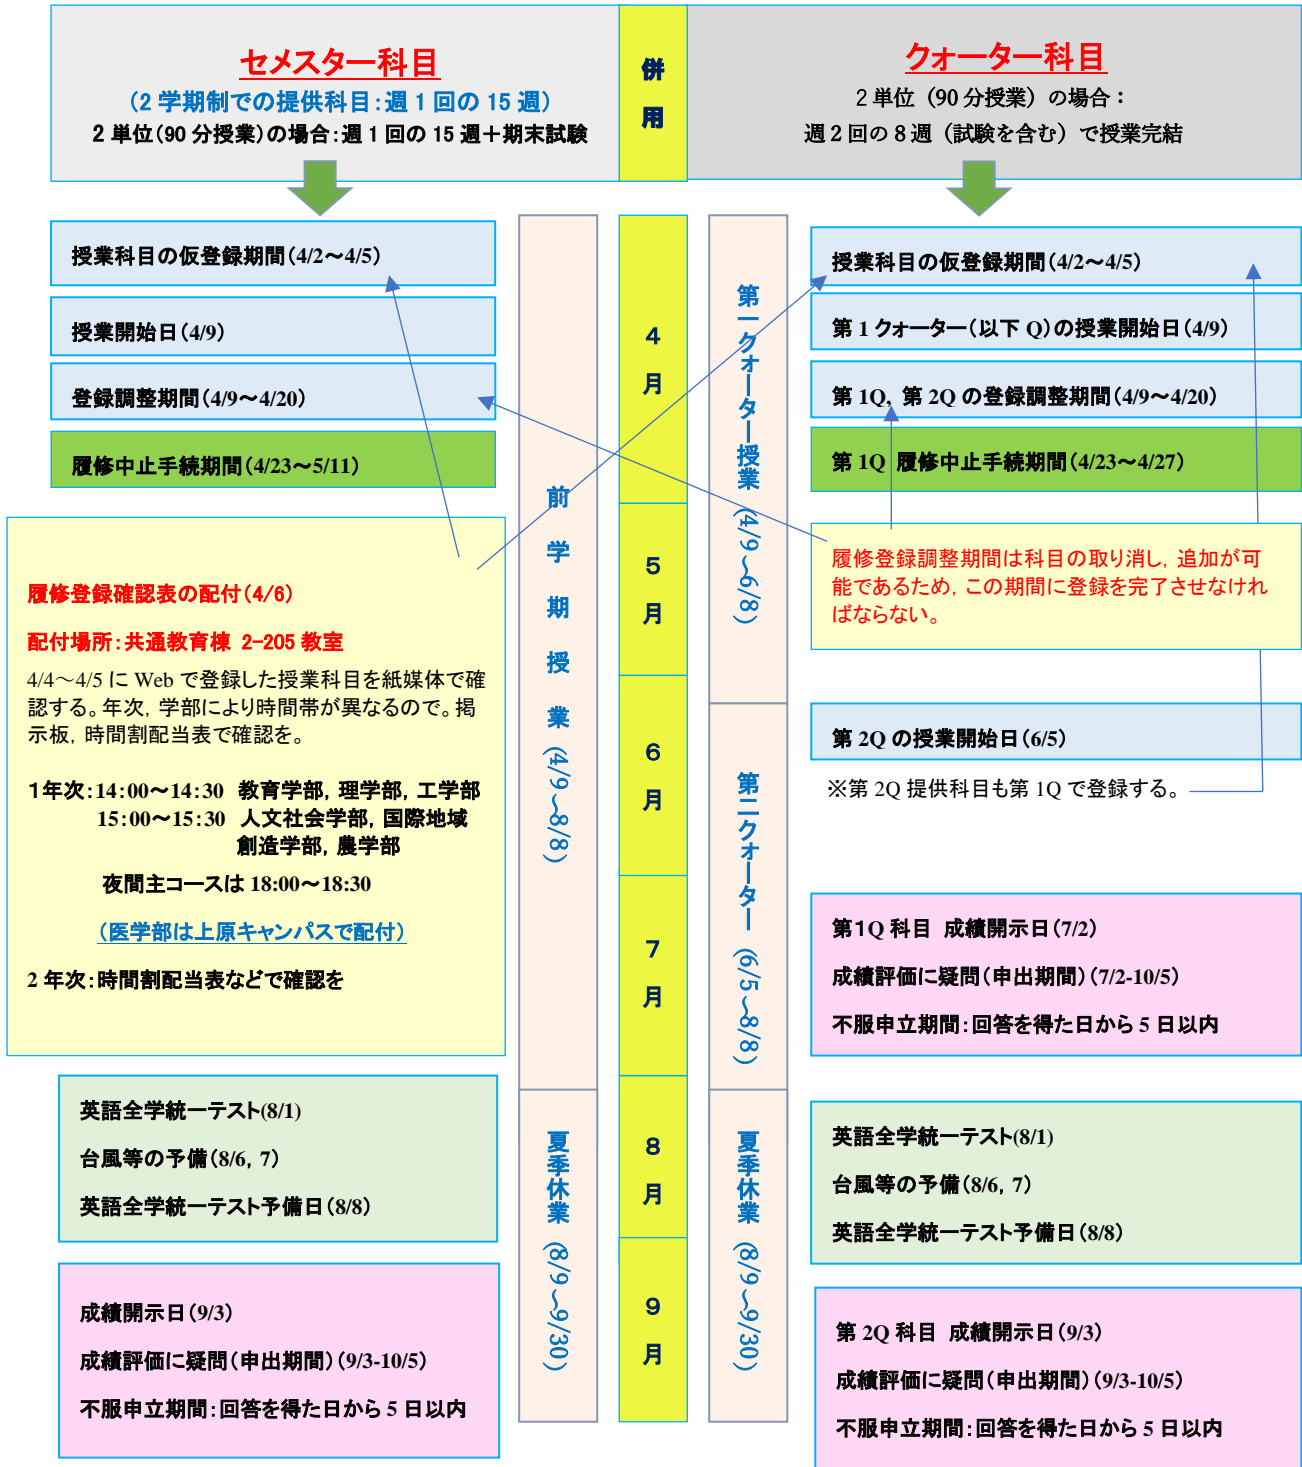 セメスター科目
（2 学期制での提供科目：週 1 回の 15 週）
2 単位（90 分授業）の場合：週 1 回の 15 週＋期末試験
併用
クォーター科目
2 単位（90 分授業）の場合：
週 2 回の 8 週（試験を含む）で授業完結
授業科目の仮登録期間（4/2～4/5）
授業開始日（4/9）
登録調整期間（4/9～4/20）
履修中止手続期間（4/23～5/11）
履修登録確認表の配付（4/6）
配付場所：共通教育棟 2-205 教室
4/4～4/5 に Web で登録した授業科目を紙媒体で確
認する。年次，学部により時間帯が異なるので。掲
示板，時間割配当表で確認を。
1年次：14:00～14:30 教育学部，理学部，工学部
15:00～15:30 人文社会学部，国際地域
創造学部，農学部
夜間主コースは 18:00～18:30
（医学部は上原キャンパスで配付）
2 年次：時間割配当表などで確認を
英語全学統一テスト(8/1)
台風等の予備（8/6，7）
英語全学統一テスト予備日（8/8）
成績開示日（9/3）
成績評価に疑問（申出期間）（9/3-10/5）
不服申立期間：回答を得た日から 5 日以内
前学期授業（4/9～8/8）
夏季休業（8/9～9/30）
4月
5月
6月
7月
8月
9月
第一クォーター授業（4/9～6/8）
第二クォーター（6/5～8/8）
夏季休業（8/9～9/30）
授業科目の仮登録期間（4/2～4/5）
第 1 クォーター（以下 Q）の授業開始日（4/9）
第 1Q，第 2Q の登録調整期間（4/9～4/20）
第 1Q 履修中止手続期間（4/23～4/27）
履修登録調整期間は科目の取り消し，追加が可
能であるため，この期間に登録を完了させなけれ
ばならない。
第 2Q の授業開始日（6/5）
※第 2Q 提供科目も第 1Q で登録する。
第1Q 科目 成績開示日（7/2）
成績評価に疑問（申出期間）（7/2-10/5）
不服申立期間：回答を得た日から 5 日以内
英語全学統一テスト(8/1)
台風等の予備（8/6，7）
英語全学統一テスト予備日（8/8）
第 2Q 科目 成績開示日（9/3）
成績評価に疑問（申出期間）（9/3-10/5）
不服申立期間：回答を得た日から 5 日以内